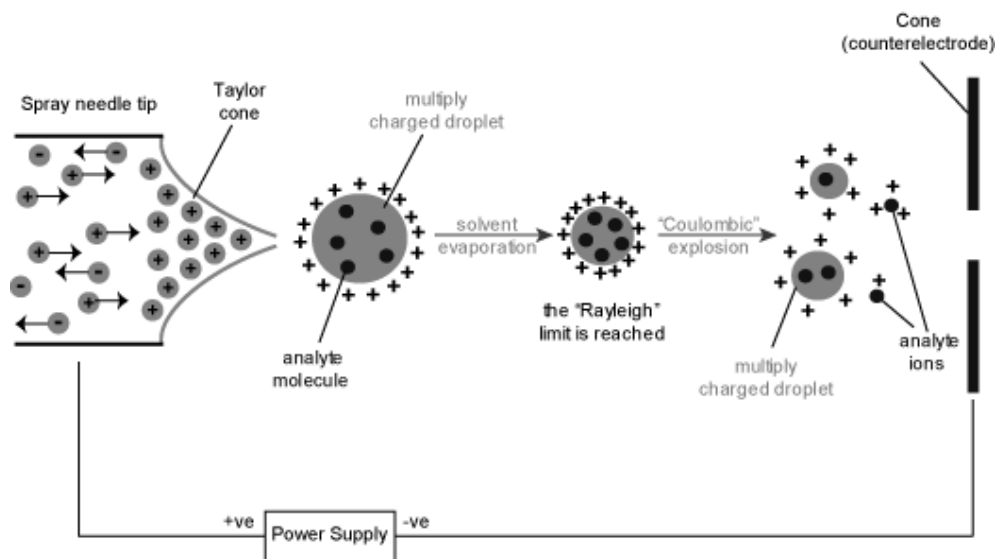 Cone
(counterelectrode)
Taylor
cone
Spray needle tip
multiply
charged droplet
solvent
evaporation
"Coulombic"
explosion
the "Rayleigh"
limit is reached
analyte
molecule
multiply
charged droplet
analyte
ions
+ve
Power Supply
-ve